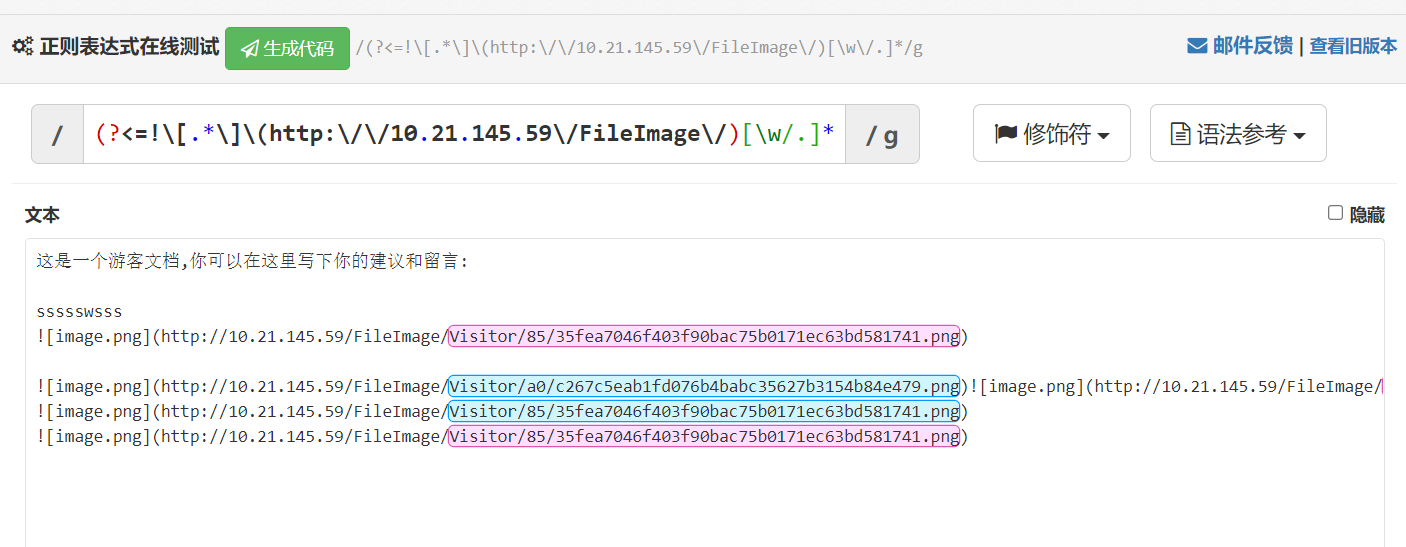 正则表达式在线测试 生成代码 /(?<=!\[.*\]\(http:\/\/10.21.145.59\/FileImage\/)[\w\/.]*/g 邮件反馈 | 查看旧版本
/ (?<=!\[.*\]\(http:\/\/10.21.145.59\/FileImage\/)[\w/.]* / g 修饰符 语法参考
文本 隐藏
这是一个游客文档,你可以在这里写下你的建议和留言:
ssssswsss
![image.png](http://10.21.145.59/FileImage/Visitor/85/35fea7046f403f90bac75b0171ec63bd581741.png)
![image.png](http://10.21.145.59/FileImage/Visitor/a0/c267c5eab1fd076b4babc35627b3154b84e479.png)![image.png](http://10.21.145.59/FileImage/
![image.png](http://10.21.145.59/FileImage/Visitor/85/35fea7046f403f90bac75b0171ec63bd581741.png)
![image.png](http://10.21.145.59/FileImage/Visitor/85/35fea7046f403f90bac75b0171ec63bd581741.png)